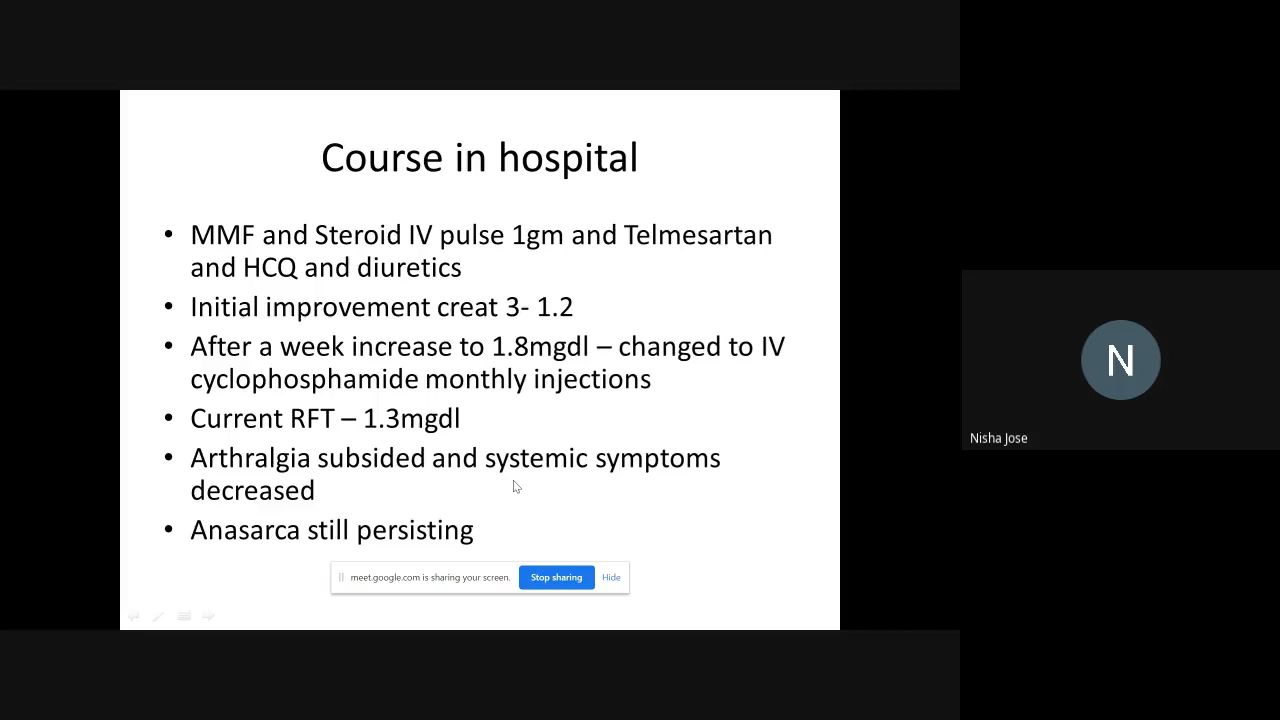 Course in hospital
• MMF and Steroid IV pulse 1gm and Telmesartan
and HCQ and diuretics
• Initial improvement creat 3- 1.2
• After a week increase to 1.8mgdl – changed to IV
cyclophosphamide monthly injections
• Current RFT – 1.3mgdl
• Arthralgia subsided and systemic symptoms
decreased
• Anasarca still persisting
meet.google.com is sharing your screen. Stop sharing Hide
N
Nisha Jose